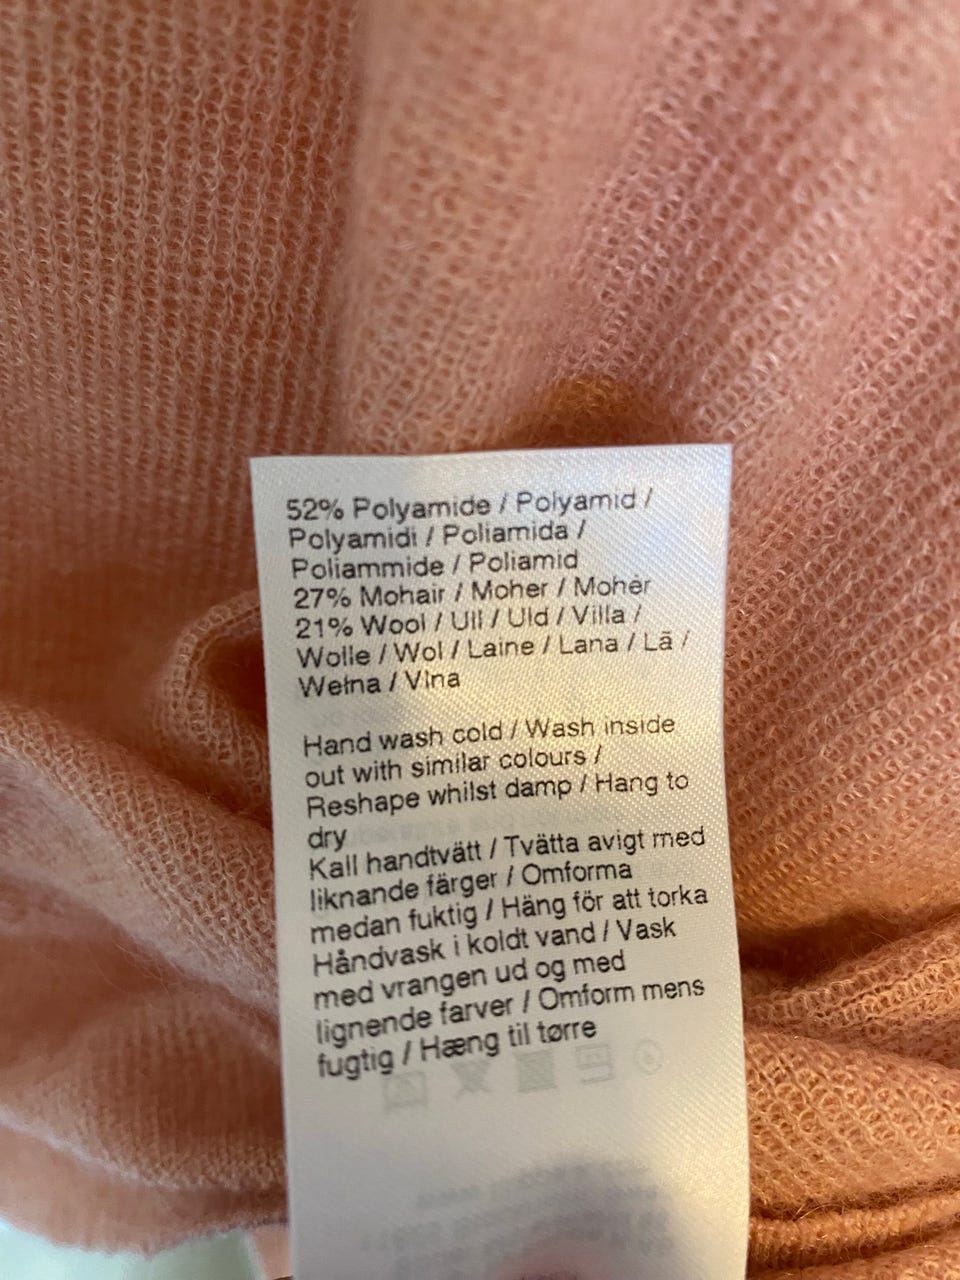 52% Polyamide / Polyamid /
Polyamidi / Poliamida /
Poliammide / Poliamid
27% Mohair / Moher / Mohér
21% Wool / Ull / Uld / Villa /
Wolle / Wol / Laine / Lana / Lã /
Wełna / Vlna
Hand wash cold / Wash inside
out with similar colours /
Reshape whilst damp / Hang to
dry
Kall handtvätt / Tvätta avigt med
liknande färger / Omforma
medan fuktig / Häng för att torka
Håndvask i koldt vand / Vask
med vrangen ud og med
lignende farver / Omform mens
fugtig / Hæng til tørre